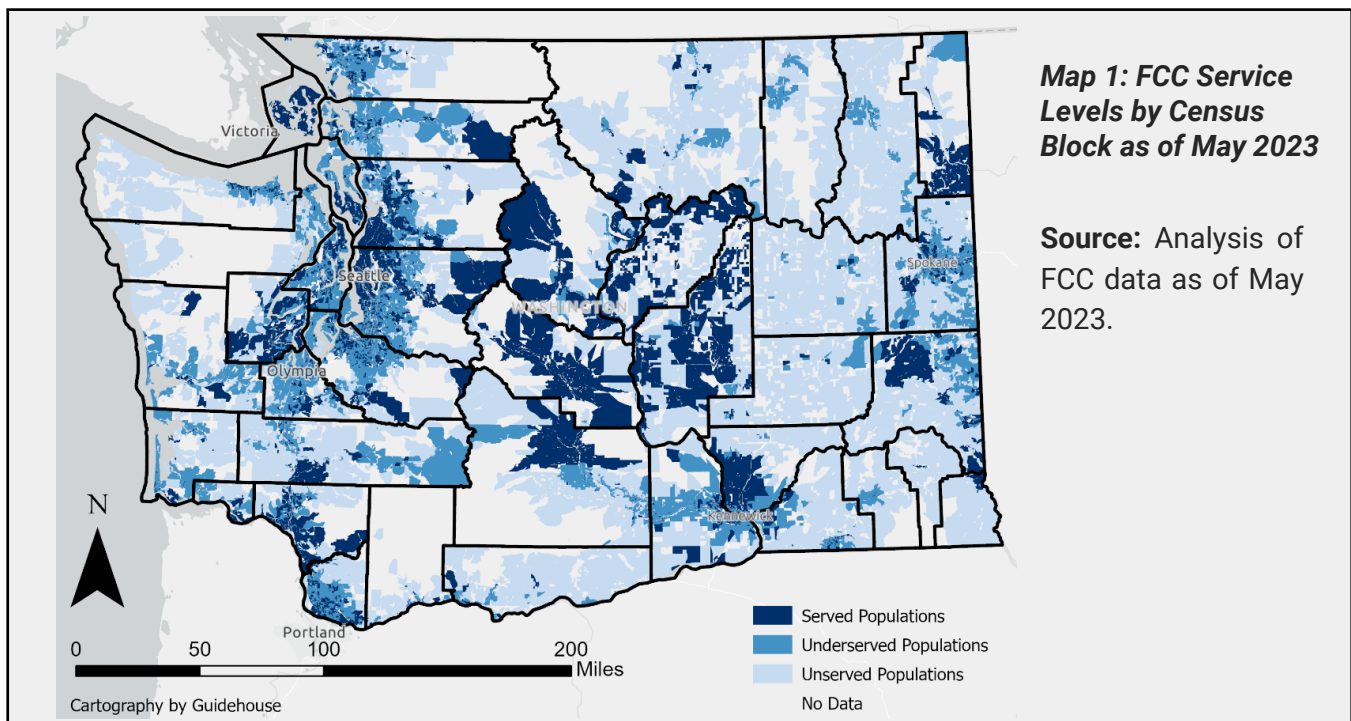 Map 1: FCC Service
Levels by Census
Block as of May 2023
Source: Analysis of
FCC data as of May
2023.
Victoria
Seattle
Spokane
WASHINGTON
Olympia
Kennewick
Portland
N
0 50 100 200
Miles
Cartography by Guidehouse
Served Populations
Underserved Populations
Unserved Populations
No Data